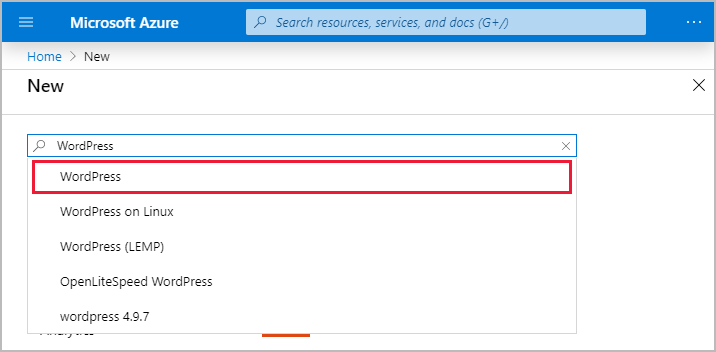 Microsoft Azure
Search resources, services, and docs (G+/)
Home > New
New
WordPress
WordPress
WordPress on Linux
WordPress (LEMP)
OpenLiteSpeed WordPress
wordpress 4.9.7
Analytics